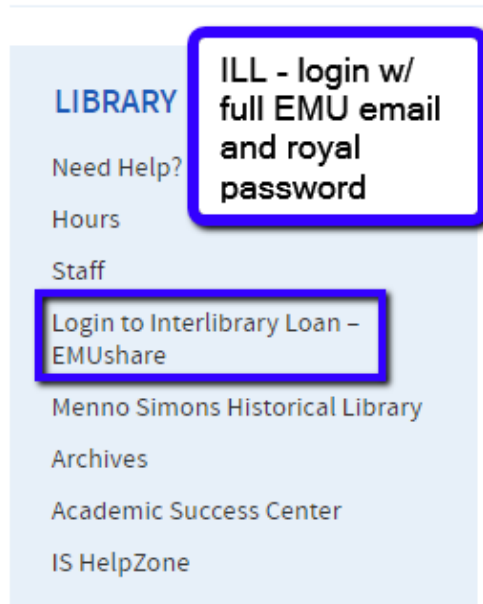 LIBRARY
ILL - login w/
full EMU email
and royal
password
Need Help?
Hours
Staff
Login to Interlibrary Loan –
EMUshare
Menno Simons Historical Library
Archives
Academic Success Center
IS HelpZone